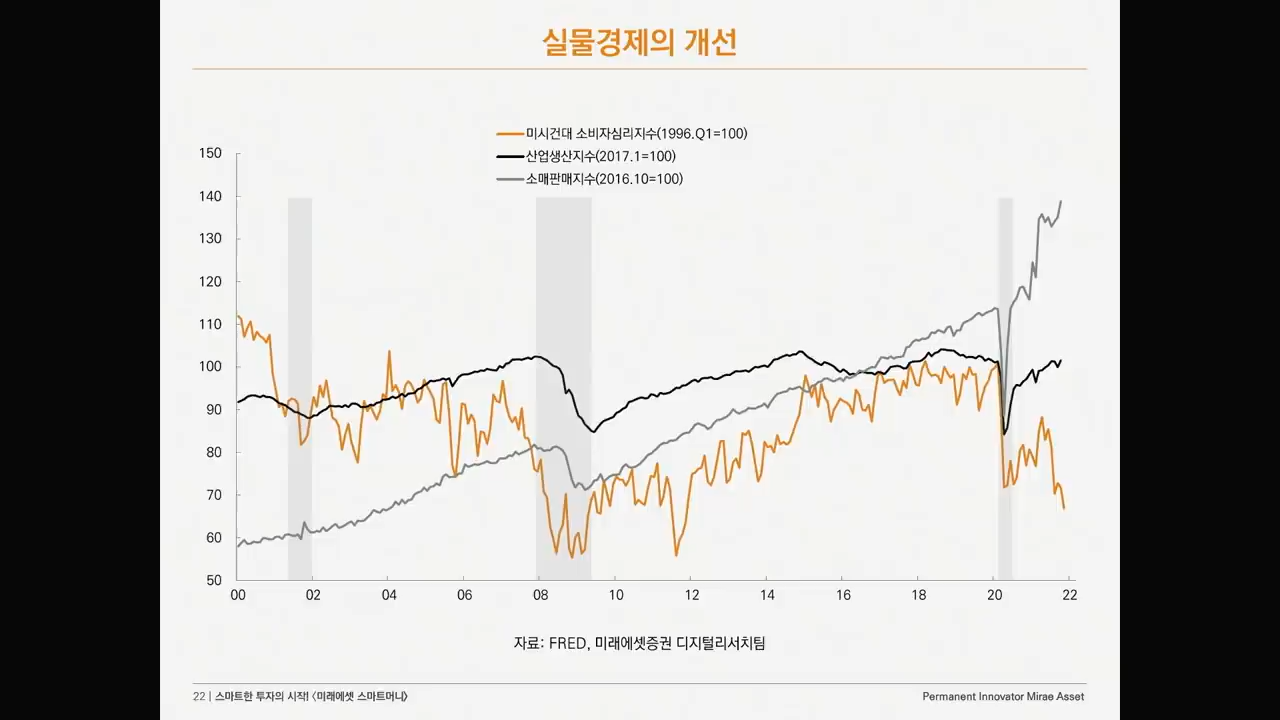 실물경제의 개선
미시건대 소비자심리지수(1996.Q1=100)
산업생산지수(2017.1=100)
소매판매지수(2016.10=100)
150
140
130
120
110
100
90
80
70
60
50
00 02 04 06 08 10 12 14 16 18 20 22
자료: FRED, 미래에셋증권 디지털리서치팀
22 | 스마트한 투자의 시작! 〈미래에셋 스마트머니〉
Permanent Innovator Mirae Asset